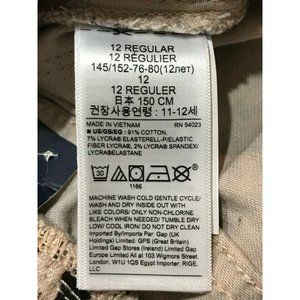 12 REGULAR
12 RÉGULIER
145/152-76-80(12лет)
12
12 REGULER
日本 150 CM
권장사용연령 : 11-12세
MADE IN VIETNAM RN 54023
■ US/GB/EG : 91% COTTON,
7% LYCRA® ELASTERELL-P
FIBER LYCRA®, 2% SPANDEX/
LYCRA®ELASTANE
30
1166
MACHINE WASH COLD GENTLE CYCLE/
WASH AND DRY INSIDE OUT WITH
LIKE COLORS/ ONLY NON-CHLORINE
BLEACH WHEN NEEDED/ TUMBLE DRY
LOW/ COOL IRON/ DO NOT DRY CLEAN
Imported By/Importé Par: Gap (UK
Holdings) Limited: GPS (Great Britain)
Limited Gap Stores (Ireland) Limited Gap
Europe Limited All at 103 Wigmore Street,
London, W1U 1QS Egypt Importer: RIGE,
LLC